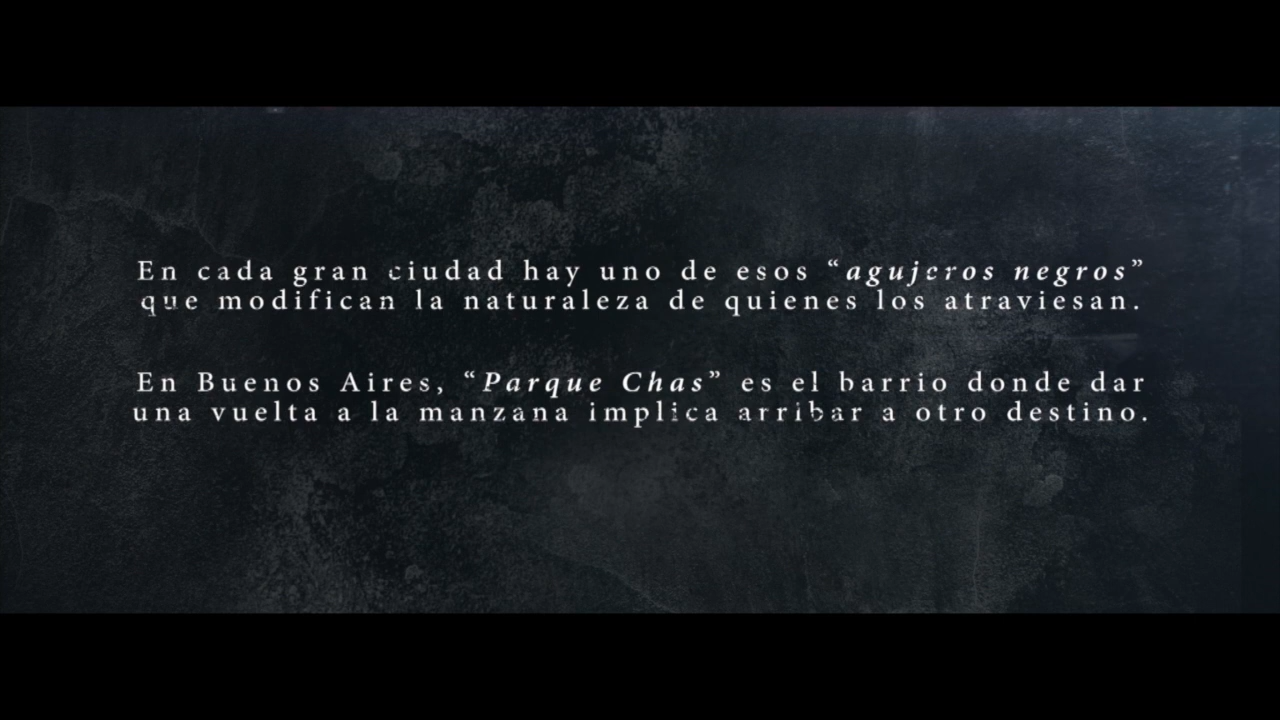 En cada gran ciudad hay uno de esos “agujeros negros”
que modifican la naturaleza de quienes los atraviesan.
En Buenos Aires, “Parque Chas” es el barrio donde dar
una vuelta a la manzana implica arribar a otro destino.